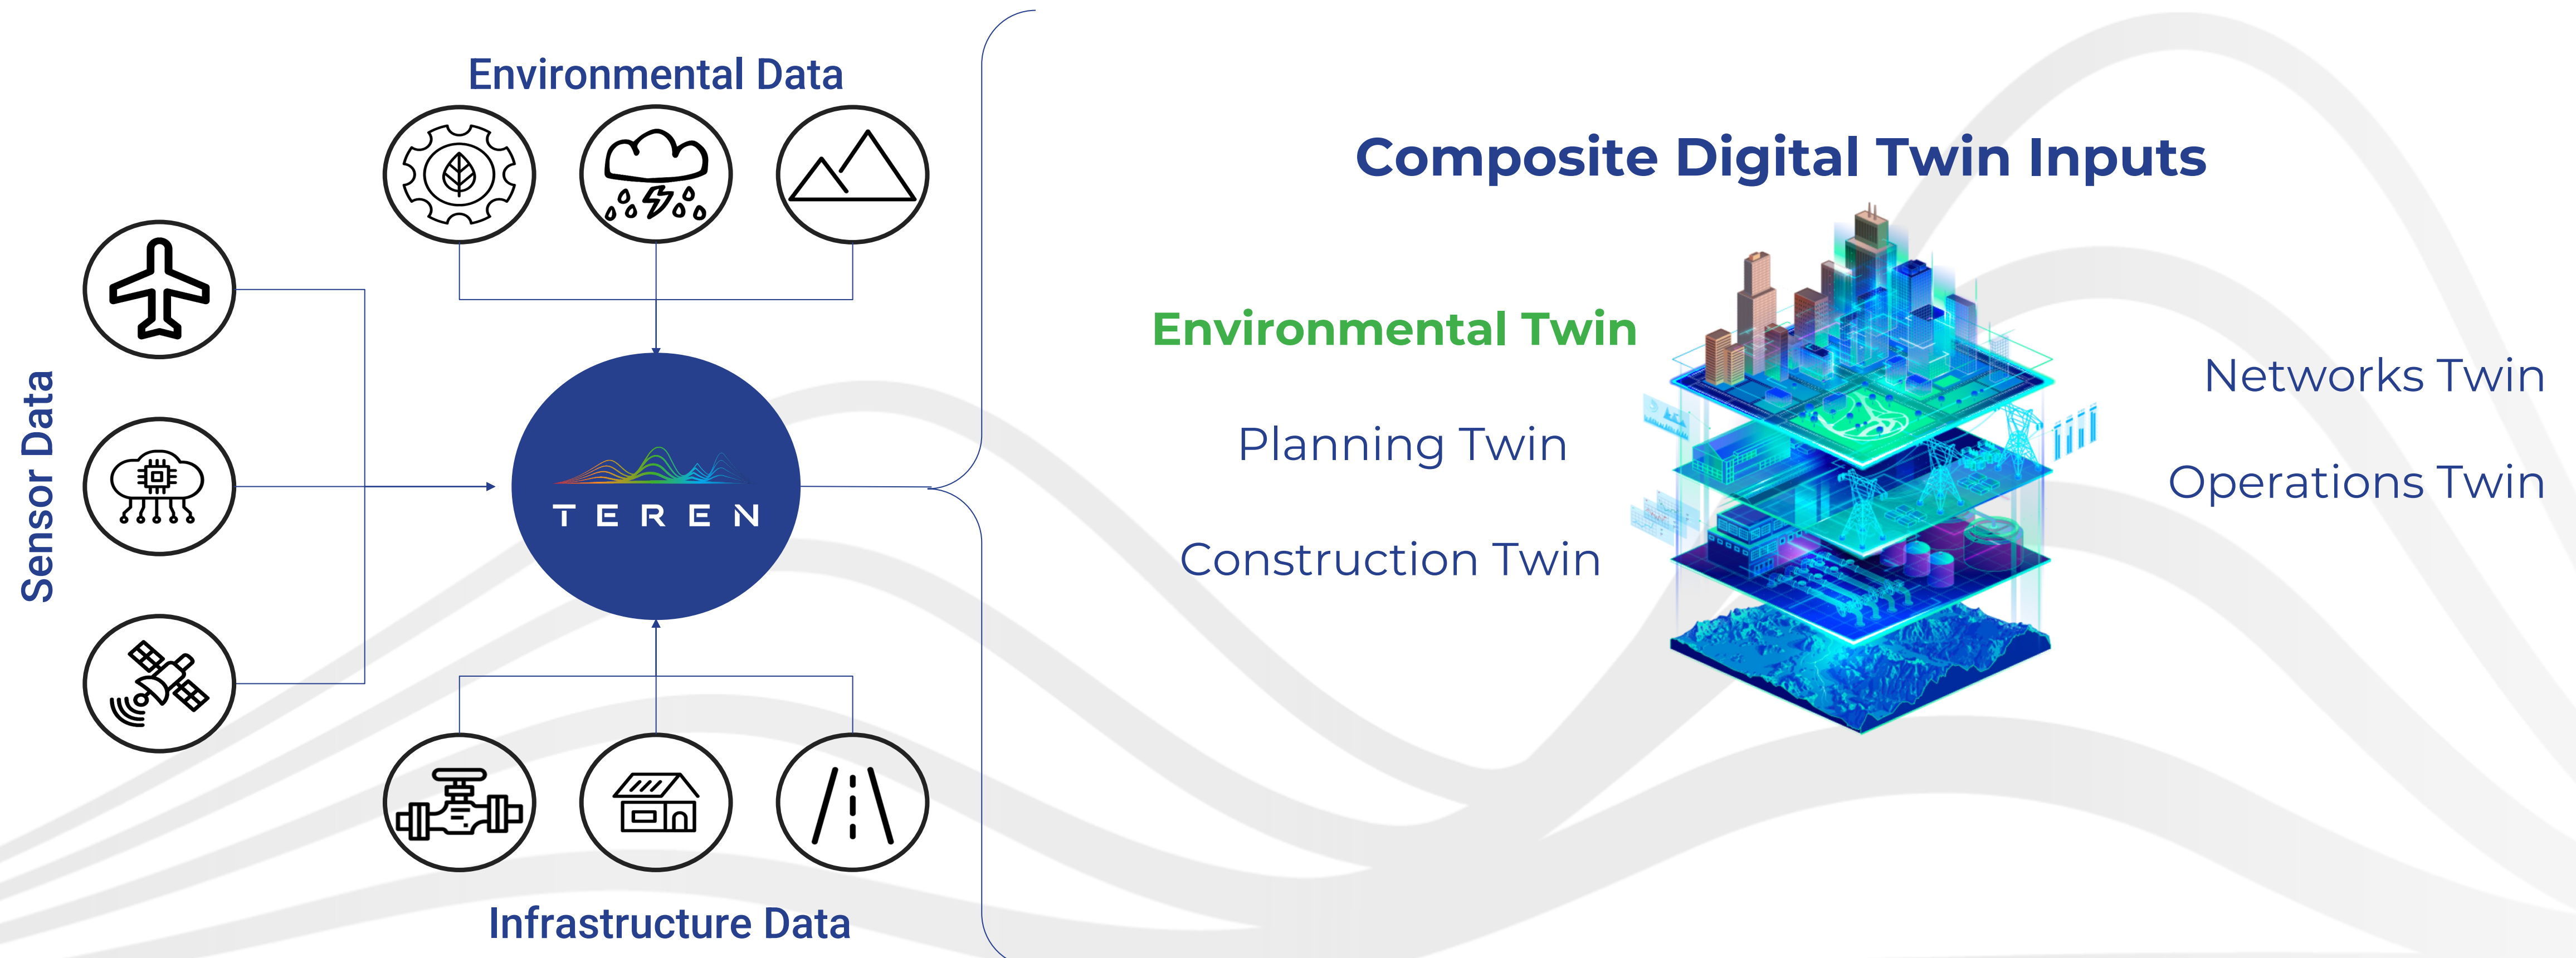 Environmental Data
Sensor Data
TEREN
Infrastructure Data
Composite Digital Twin Inputs
Environmental Twin
Planning Twin
Construction Twin
Networks Twin
Operations Twin